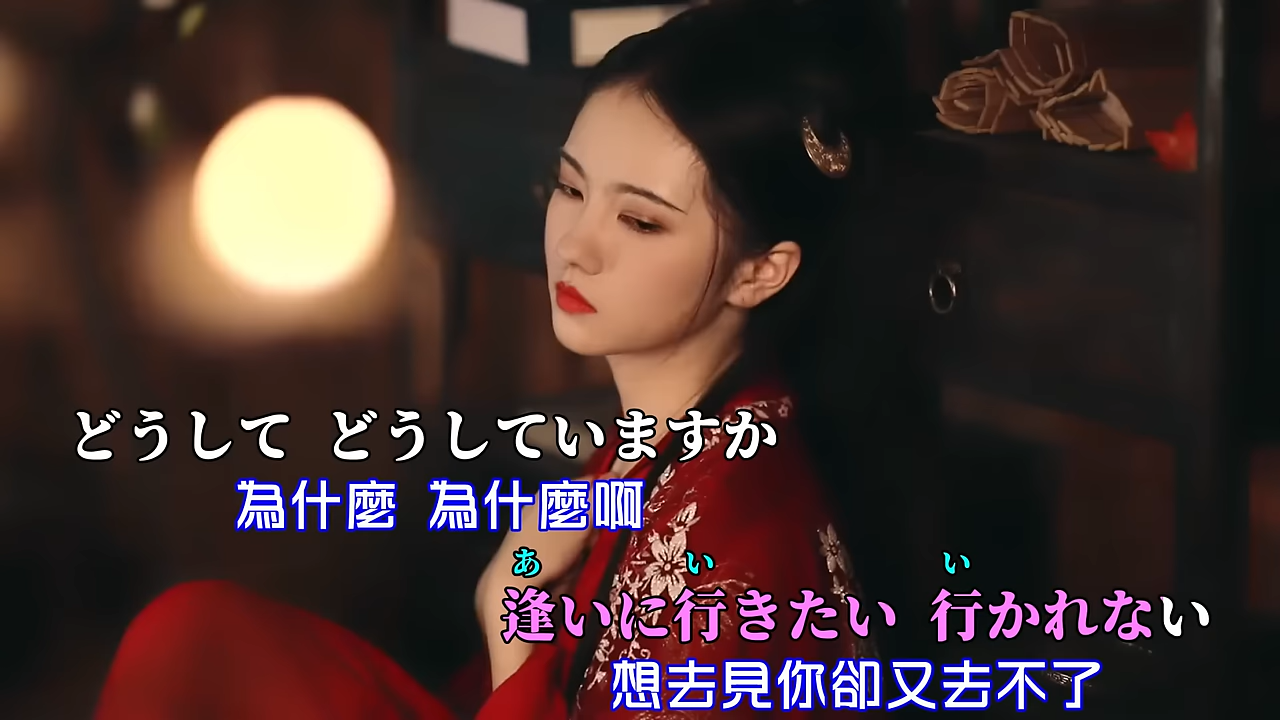 どうして どうしていますか
為什麼 為什麼啊
あ い い
逢いに行きたい 行かれない
想去見你卻又去不了